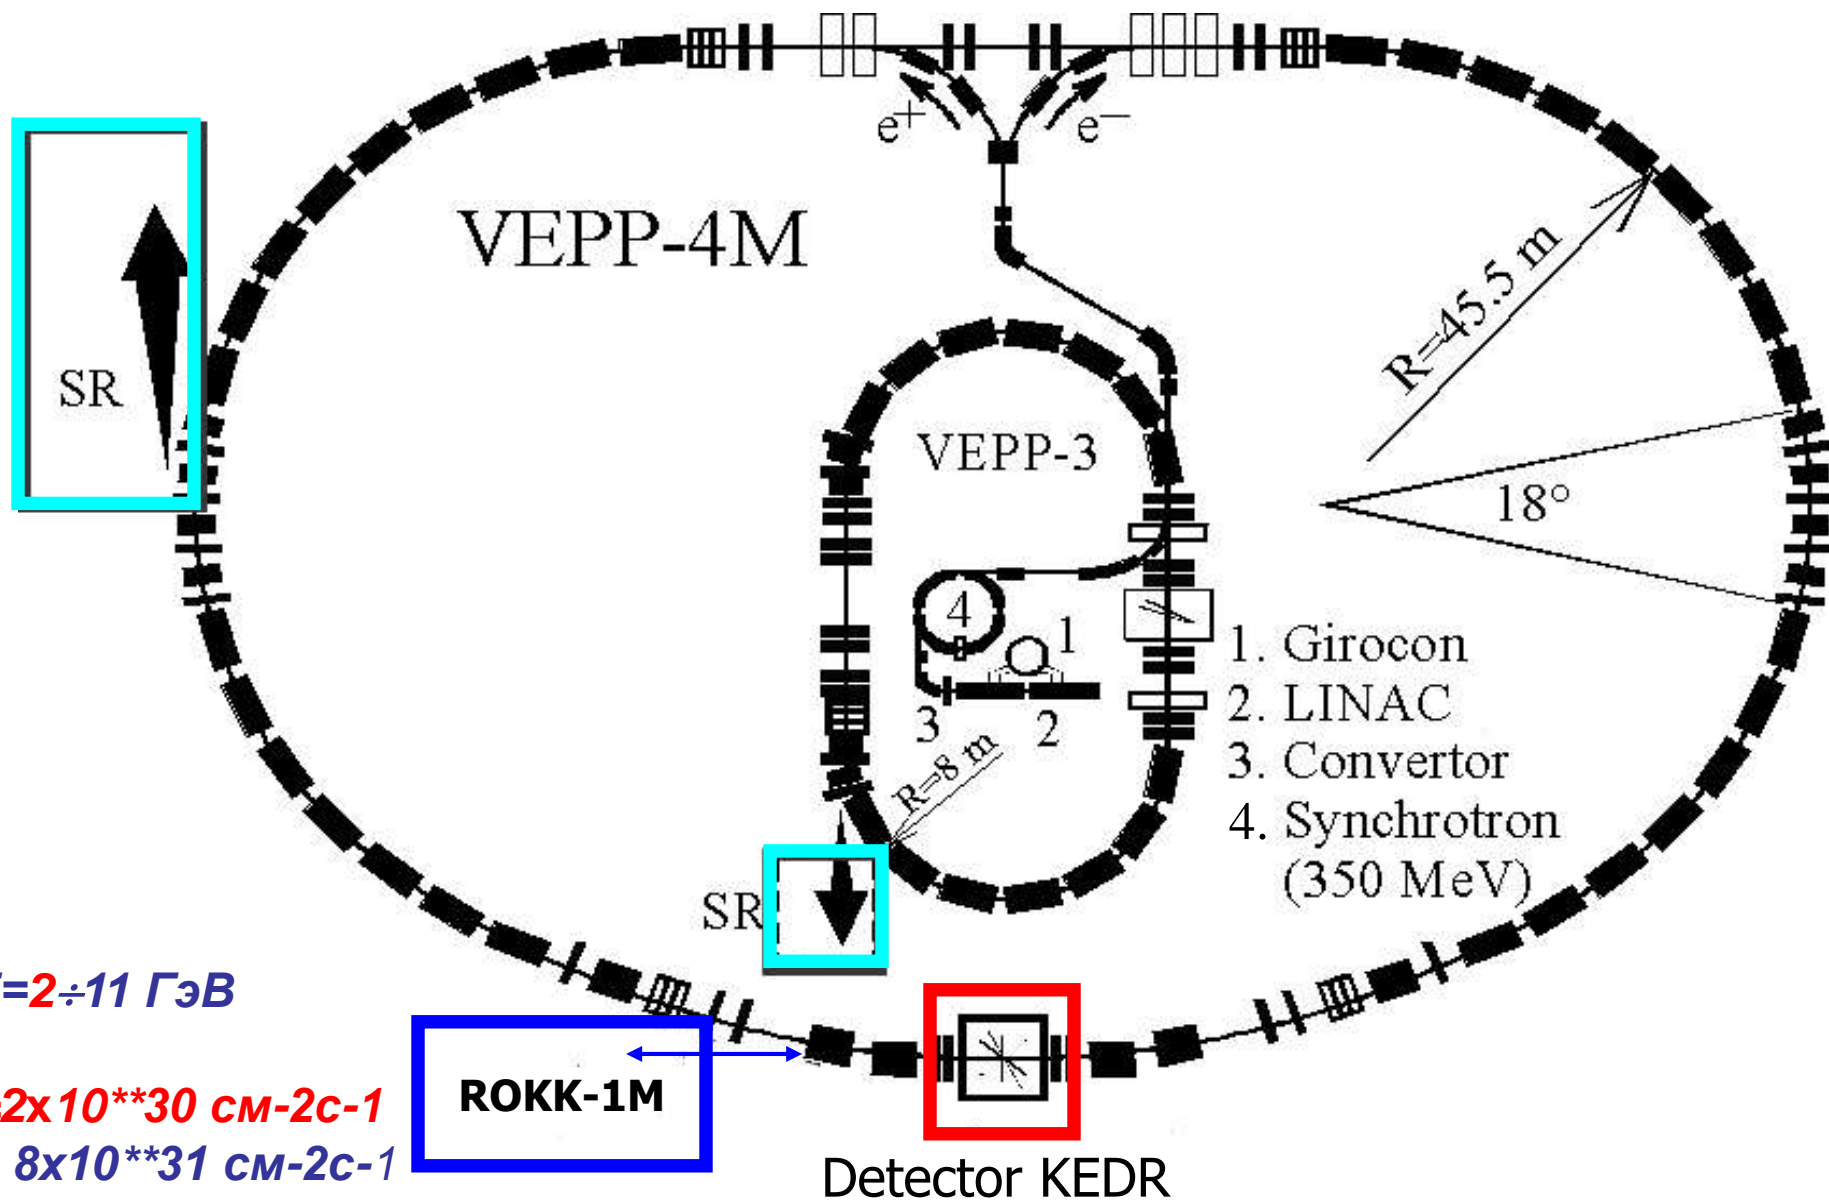 e+
e−
VEPP-4M
R=45.5 m
SR
VEPP-3
18°
4
1
3
2
R=8 m
1. Girocon
2. LINAC
3. Convertor
4. Synchrotron
(350 MeV)
SR
=2÷11 ГэВ
2x10**30 см-2с-1
8x10**31 см-2с-1
ROKK-1M
Detector KEDR